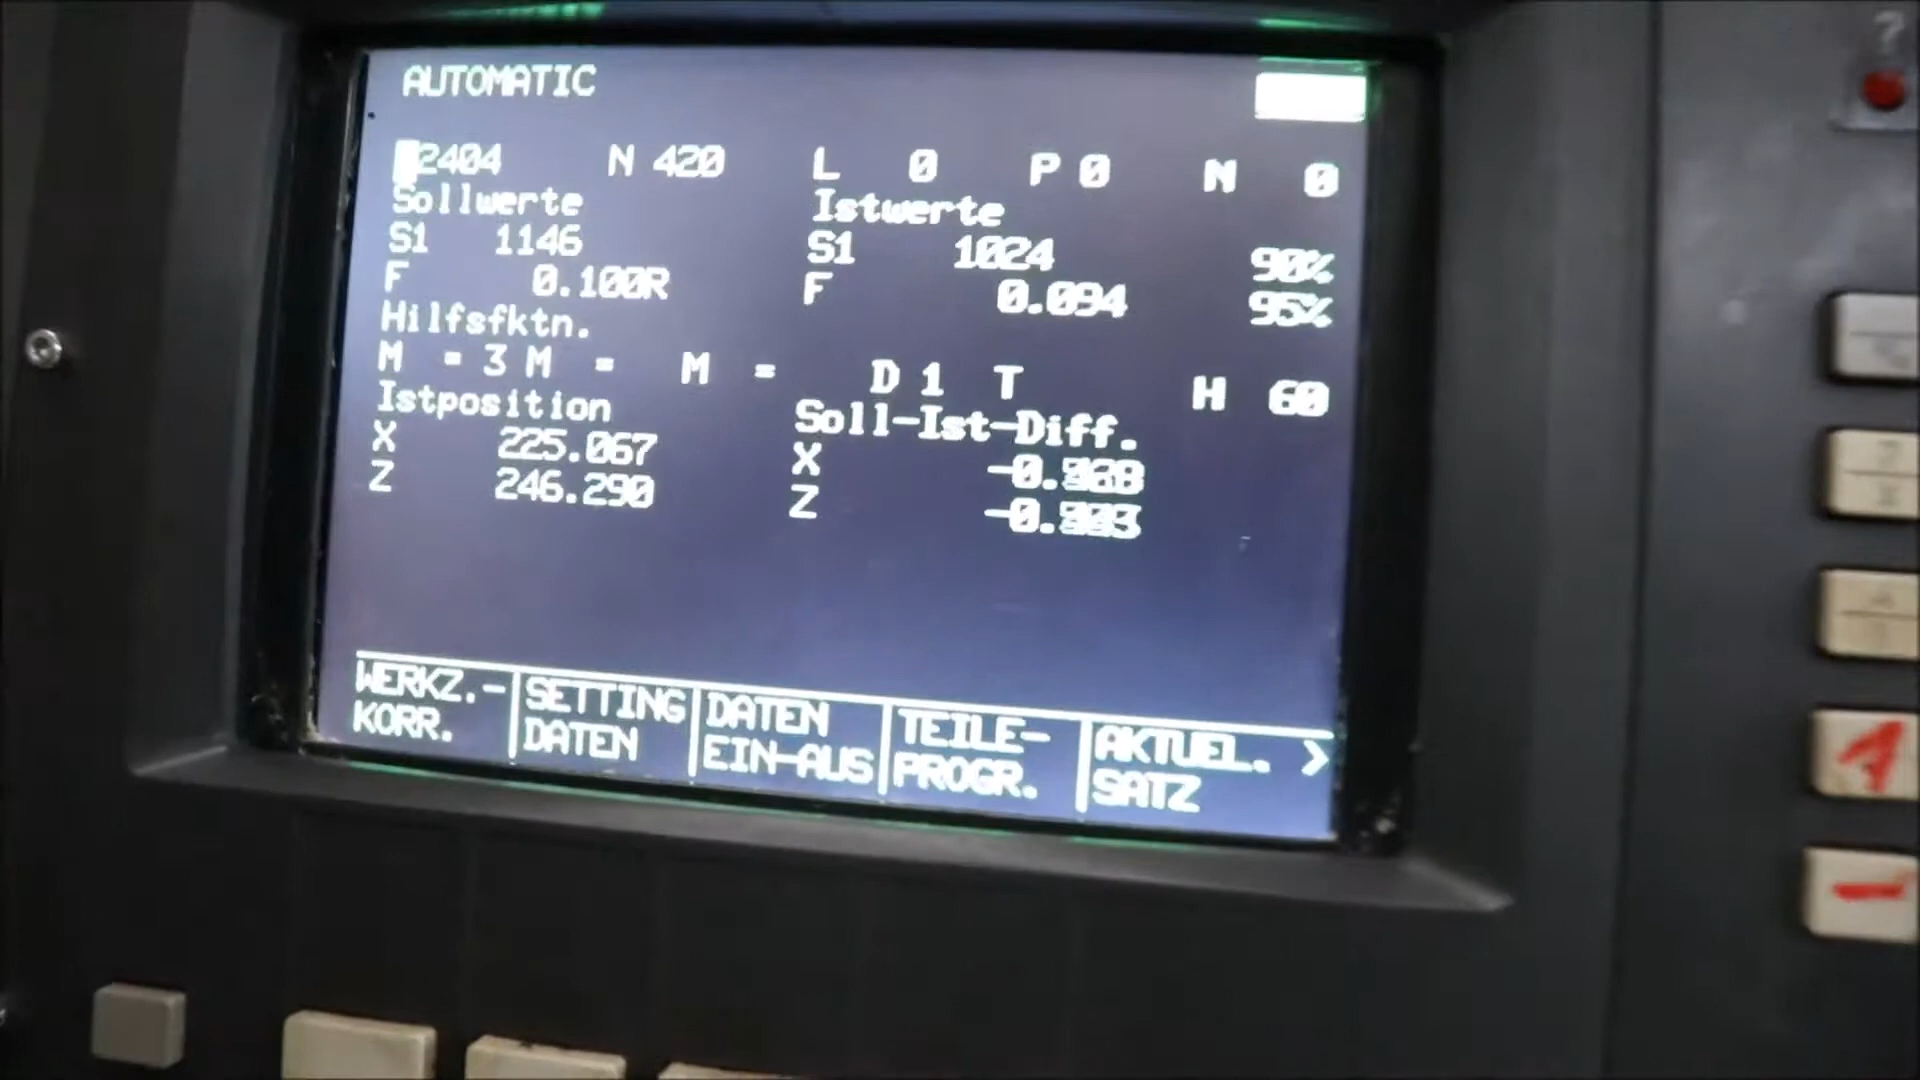 AUTOMATIC
2404 N 420 L 0 P 0 N 0
Sollwerte Istwerte
S1 1146 S1 1024 90%
F 0.100R F 0.094 95%
Hilfsfktn.
M = 3 M = M = D 1 T H 60
Istposition Soll-Ist-Diff.
X 225.067 X
Z 246.290 Z
WERKZ.- SETTING DATEN TEILE- AKTUEL. >
KORR. DATEN EIN-AUS PROGR. SATZ